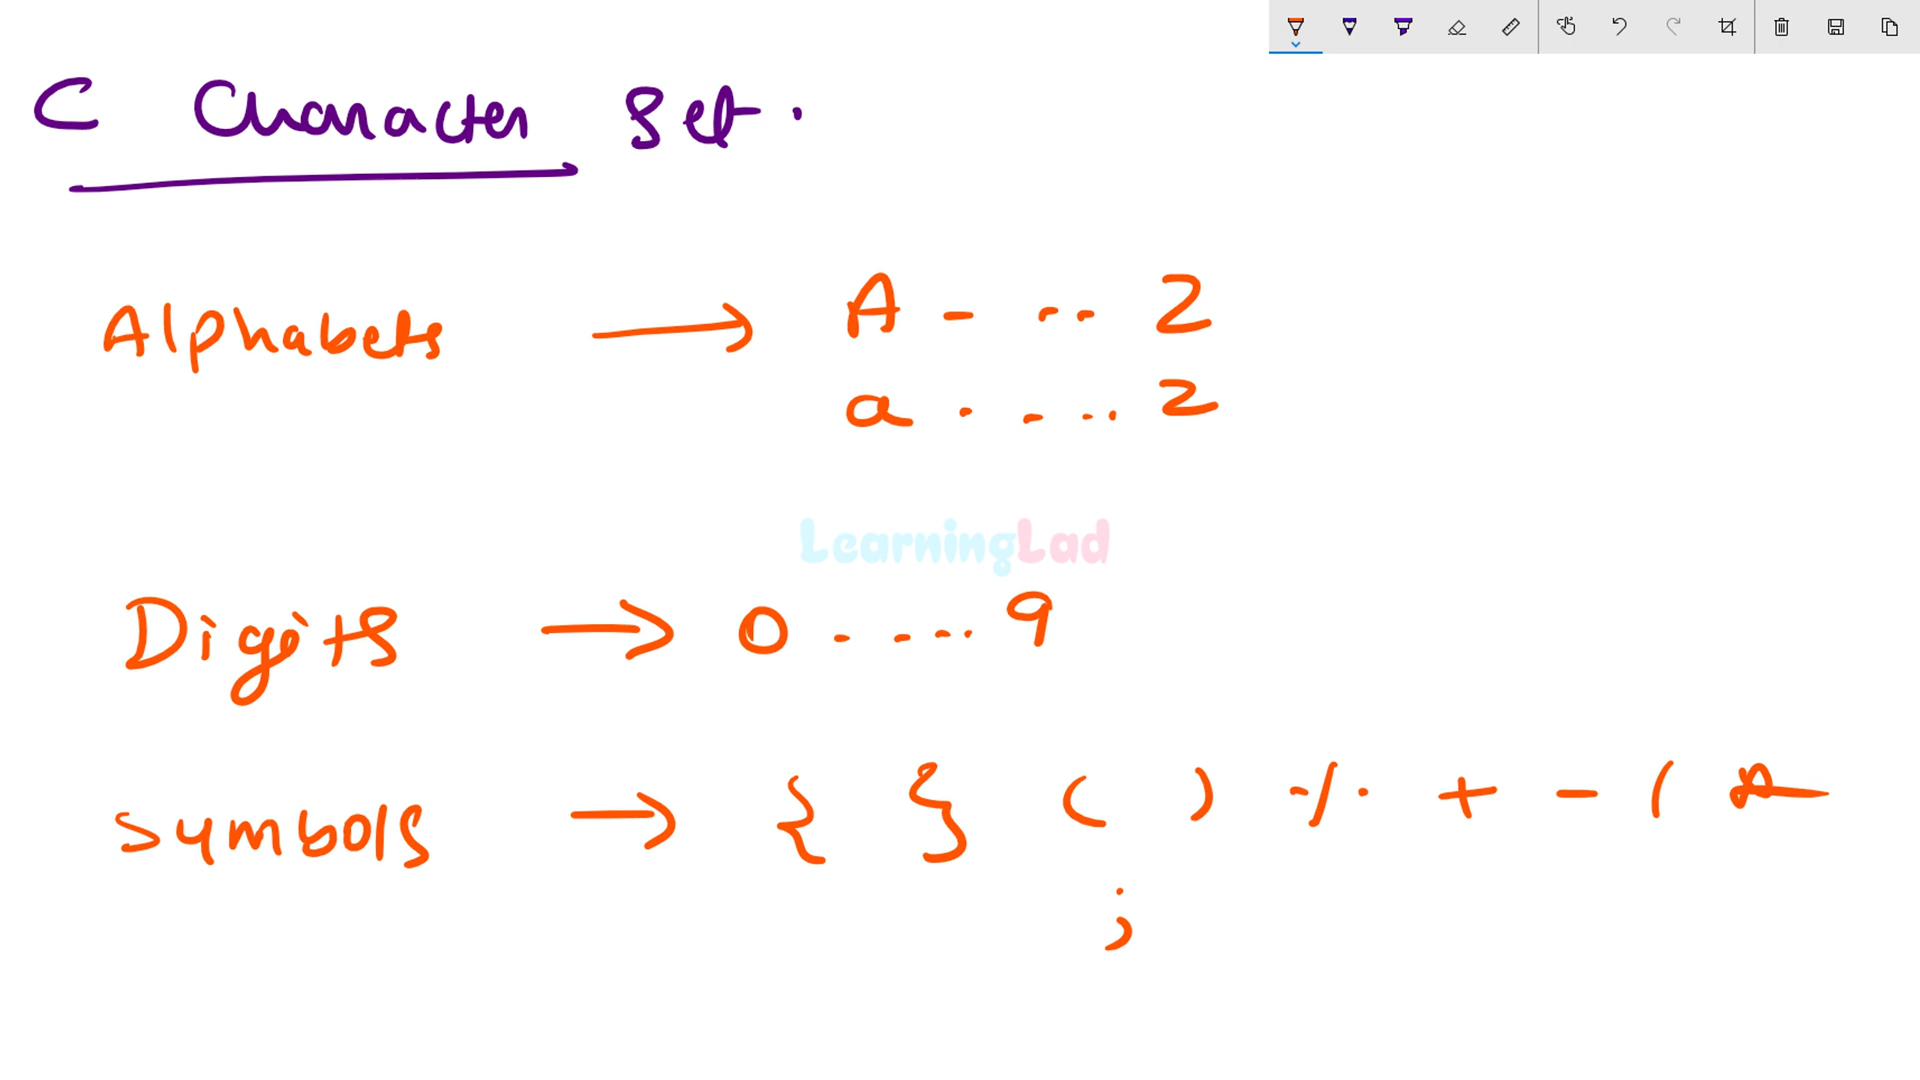 C Character Set.
Alphabets → A - -- Z
a . - -.. z
LearningLad
Digits → 0 - - -.. 9
Symbols → { } ( ) % + - (
;